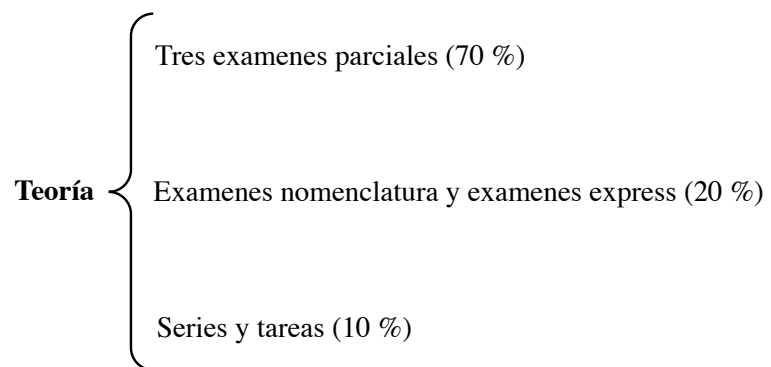 Tres examenes parciales (70 %)
Teoría
Examenes nomenclatura y examenes express (20 %)
Series y tareas (10 %)